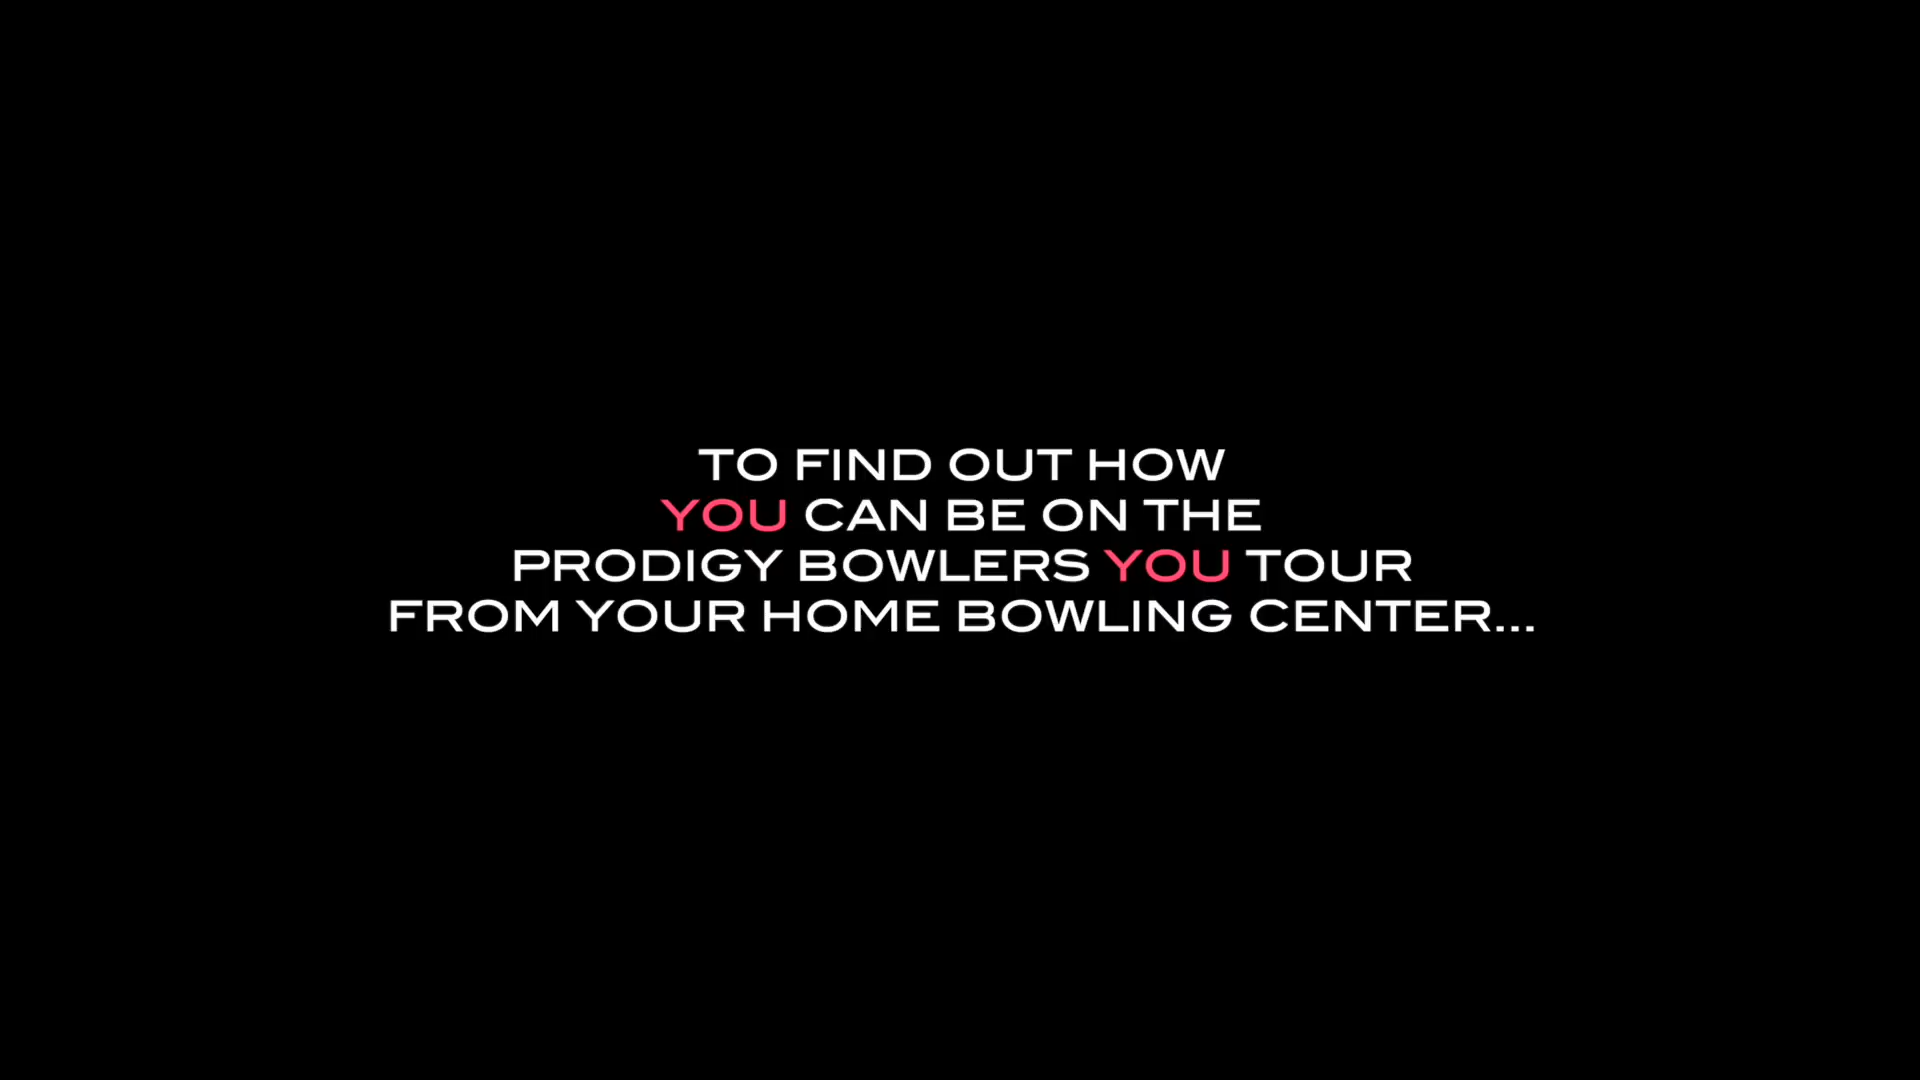 TO FIND OUT HOW
YOU CAN BE ON THE
PRODIGY BOWLERS YOU TOUR
FROM YOUR HOME BOWLING CENTER...